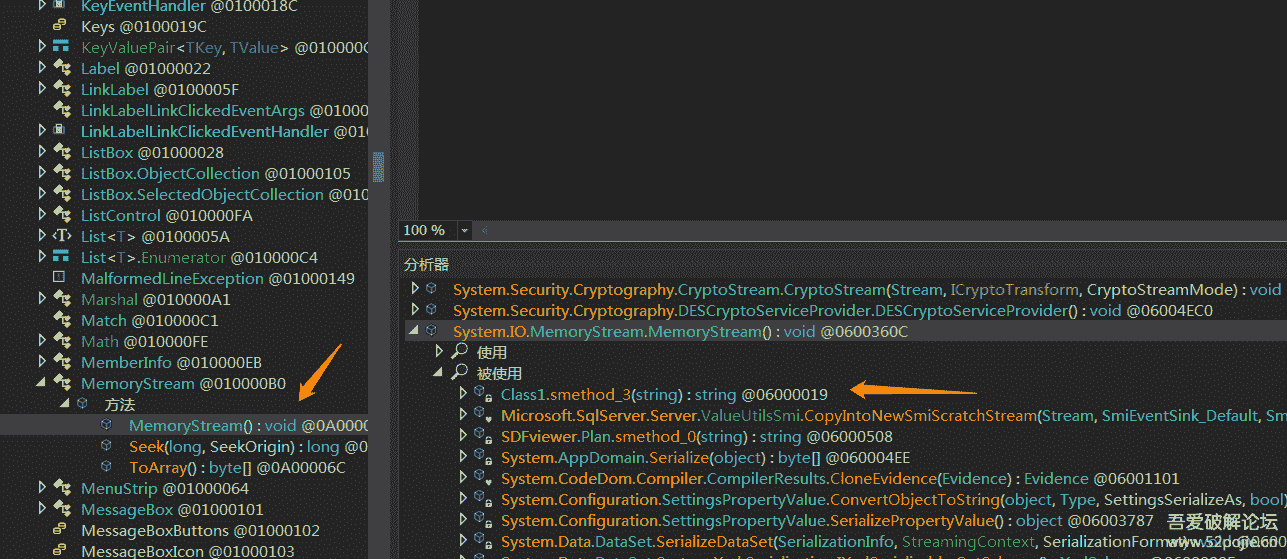 KeyEventHandler @0100018C
Keys @0100019C
KeyValuePair<TKey, TValue> @010000C
Label @01000022
LinkLabel @0100005F
LinkLabelLinkClickedEventArgs @01000
LinkLabelLinkClickedEventHandler @010
ListBox @01000028
ListBox.ObjectCollection @01000105
ListBox.SelectedObjectCollection @010
ListControl @010000FA
List<T> @0100005A
List<T>.Enumerator @010000C4
MalformedLineException @01000149
Marshal @010000A1
Match @010000C1
Math @010000FE
MemberInfo @010000EB
MemoryStream @010000B0
方法
MemoryStream() : void @0A0000
Seek(long, SeekOrigin) : long @0
ToArray() : byte[] @0A00006C
MenuStrip @01000064
MessageBox @01000101
MessageBoxButtons @01000102
MessageBoxIcon @01000103
100 %
分析器
System.Security.Cryptography.CryptoStream.CryptoStream(Stream, ICryptoTransform, CryptoStreamMode) : void
System.Security.Cryptography.DESCryptoServiceProvider.DESCryptoServiceProvider() : void @06004EC0
System.IO.MemoryStream.MemoryStream() : void @0600360C
使用
被使用
Class1.smethod_3(string) : string @06000019
Microsoft.SqlServer.Server.ValueUtilsSmi.CopyIntoNewSmiScratchStream(Stream, SmiEventSink_Default, Sm
SDFviewer.Plan.smethod_0(string) : string @06000508
System.AppDomain.Serialize(object) : byte[] @060004EE
System.CodeDom.Compiler.CompilerResults.CloneEvidence(Evidence) : Evidence @06001101
System.Configuration.SettingsPropertyValue.ConvertObjectToString(object, Type, SettingsSerializeAs, bool)
System.Configuration.SettingsPropertyValue.SerializePropertyValue() : object @06003787
System.Data.DataSet.SerializeDataSet(SerializationInfo, StreamingContext, SerializationFormat)
吾爱破解论坛
www.52pojie.cn